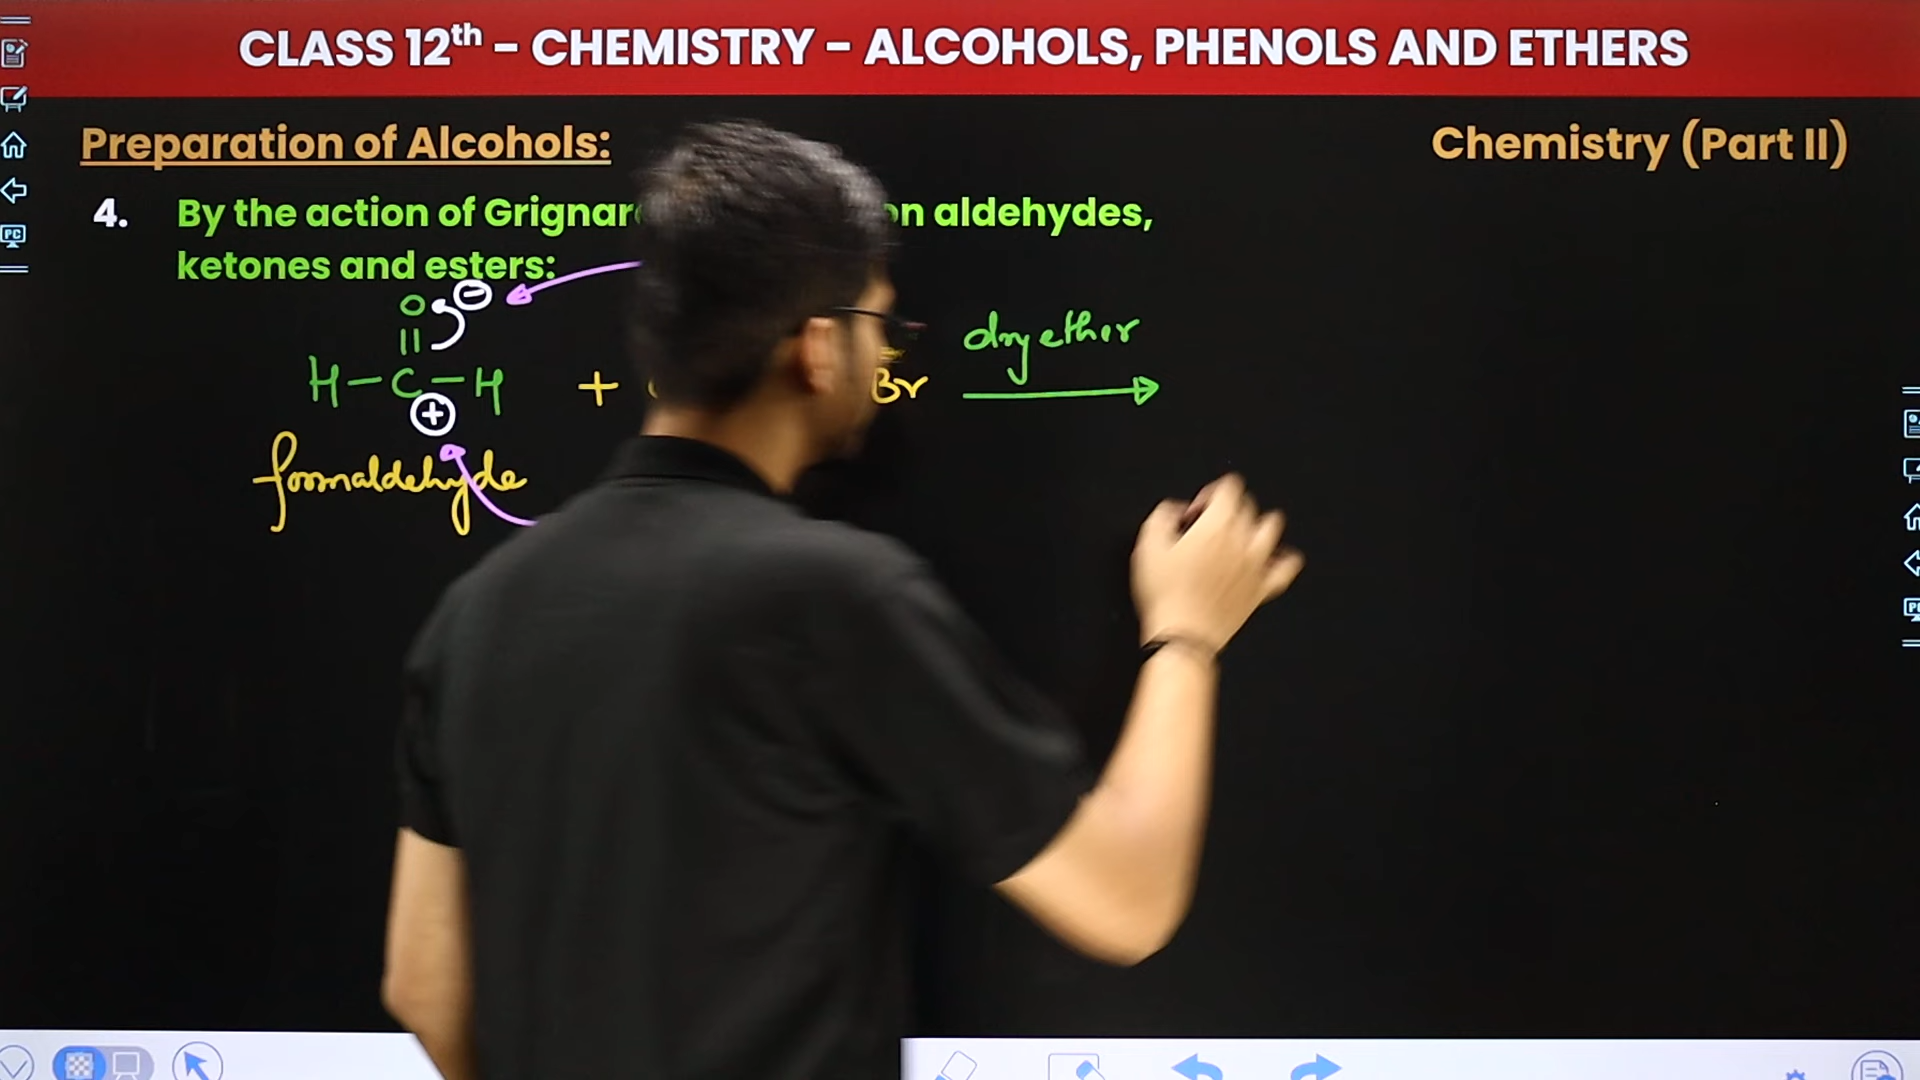 CLASS 12th – CHEMISTRY – ALCOHOLS, PHENOLS AND ETHERS
Preparation of Alcohols:
Chemistry (Part II)
4. By the action of Grignar on aldehydes,
ketones and esters:
O ⊖
||
H – C – H + Br dry ether →
⊕
formaldehyde